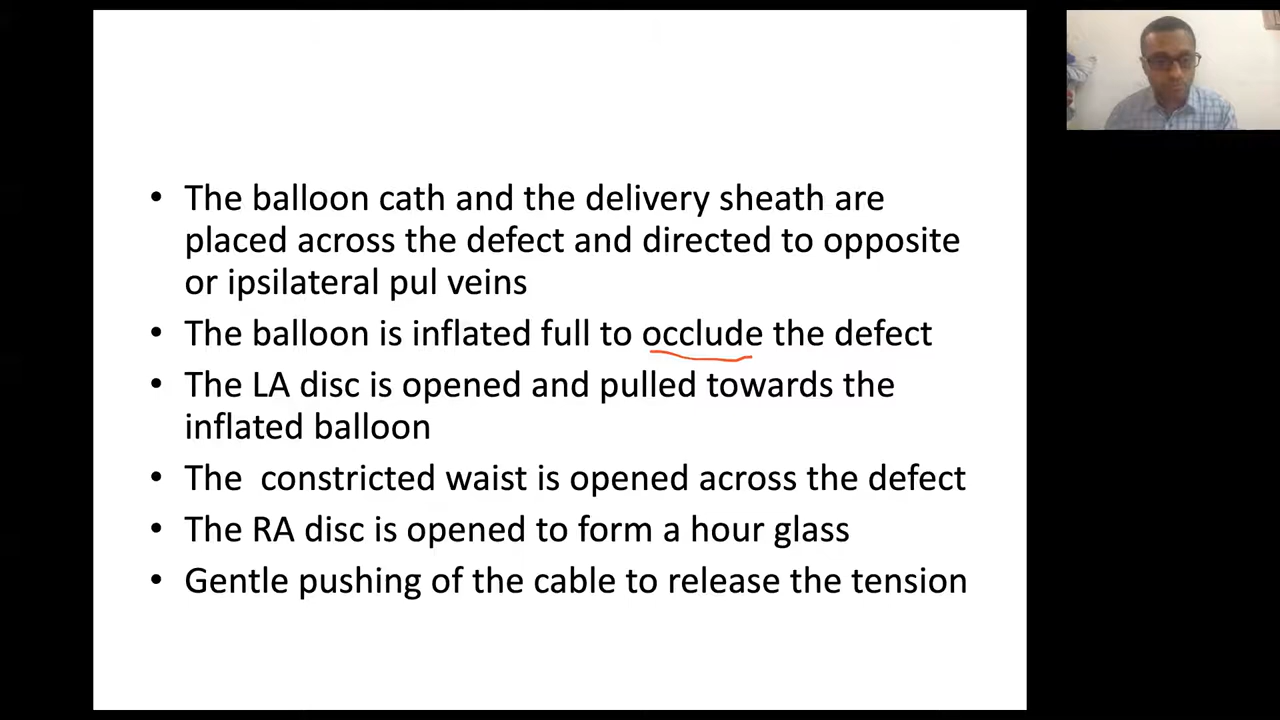 • The balloon cath and the delivery sheath are
placed across the defect and directed to opposite
or ipsilateral pul veins
• The balloon is inflated full to occlude the defect
• The LA disc is opened and pulled towards the
inflated balloon
• The  constricted waist is opened across the defect
• The RA disc is opened to form a hour glass
• Gentle pushing of the cable to release the tension